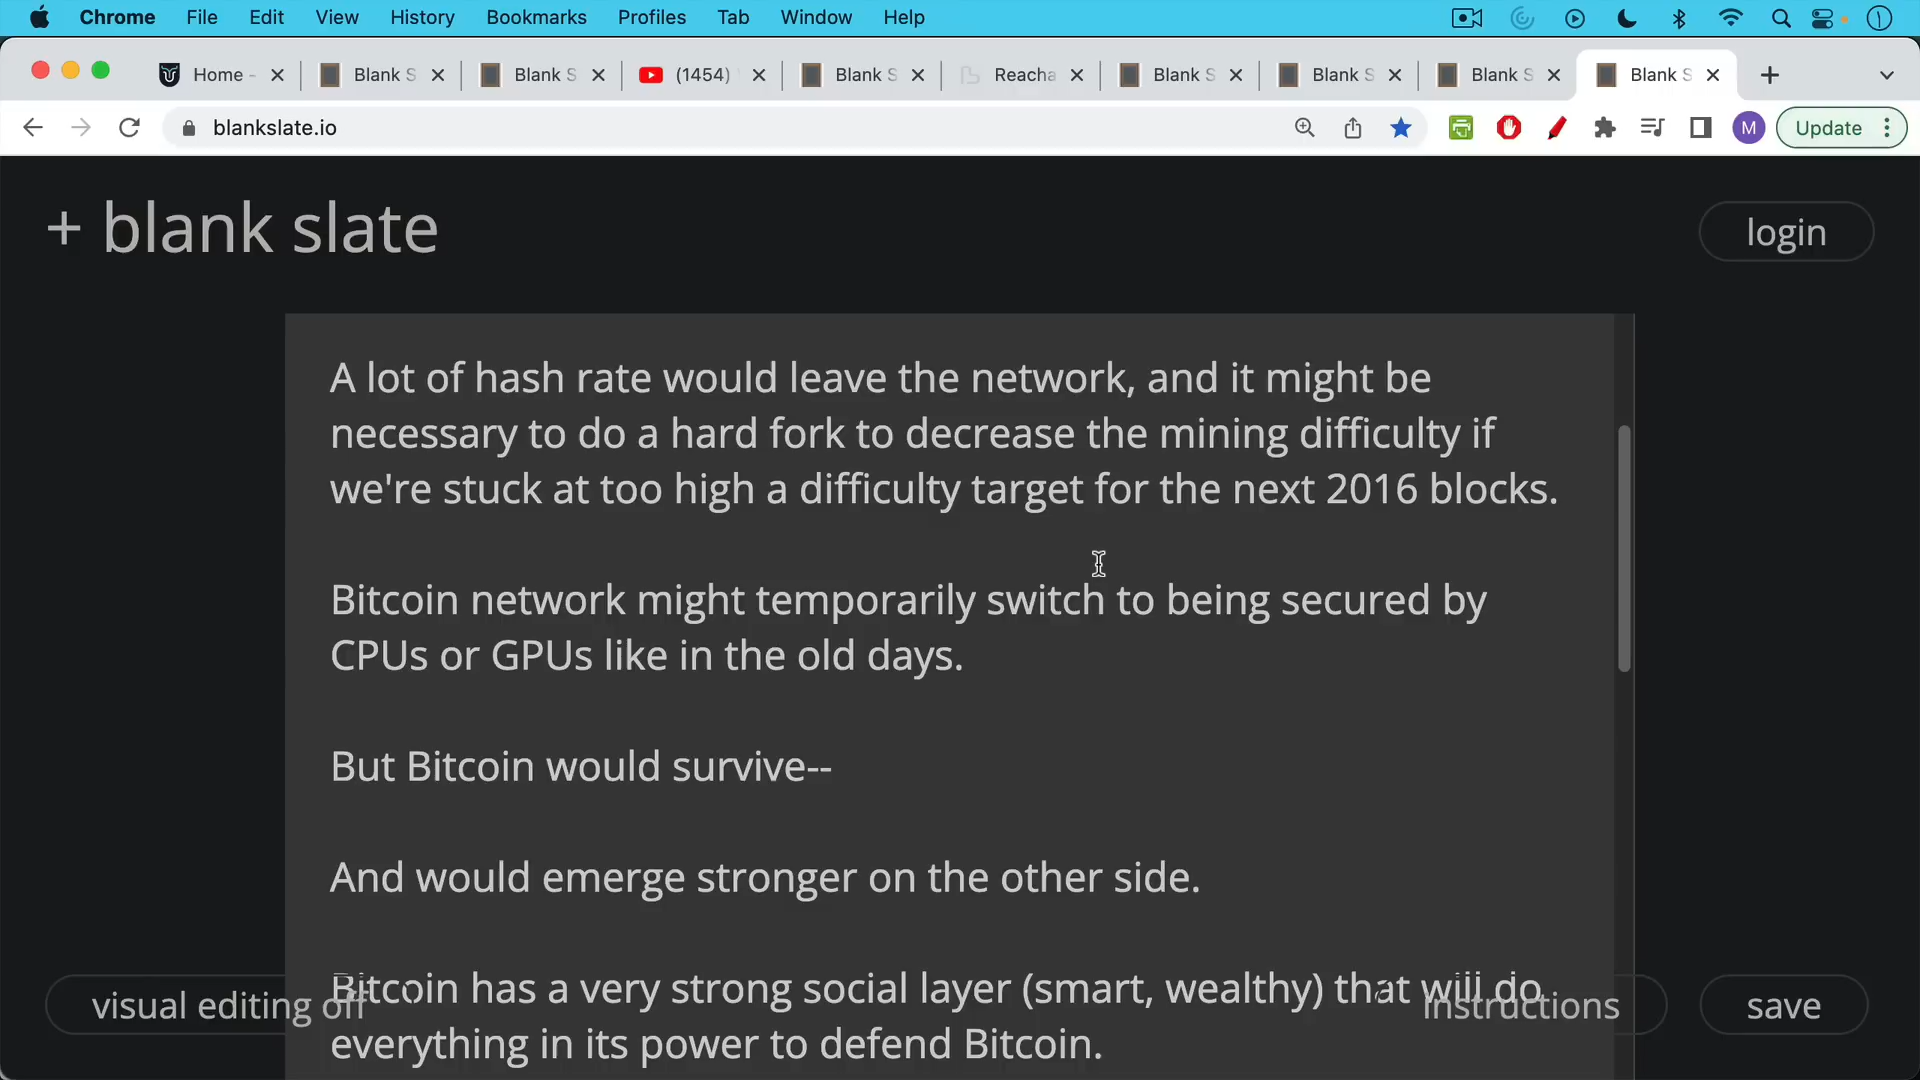 Chrome File Edit View History Bookmarks Profiles Tab Window Help
Home - Blank S Blank S (1454) Blank S Reacha Blank S Blank S Blank S Blank S
blankslate.io M Update
+ blank slate login
A lot of hash rate would leave the network, and it might be
necessary to do a hard fork to decrease the mining difficulty if
we're stuck at too high a difficulty target for the next 2016 blocks.
Bitcoin network might temporarily switch to being secured by
CPUs or GPUs like in the old days.
But Bitcoin would survive--
And would emerge stronger on the other side.
Bitcoin has a very strong social layer (smart, wealthy) that will do
everything in its power to defend Bitcoin.
visual editing off instructions save